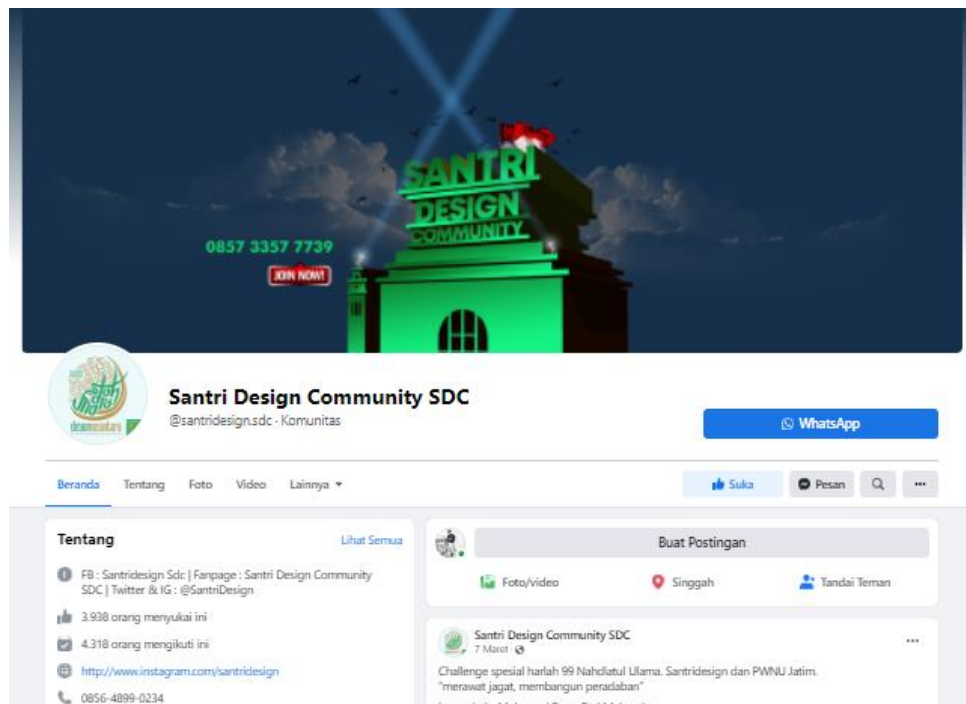 SANTRI
DESIGN
COMMUNITY
0857 3357 7739
JOIN NOW!
Santri Design Community SDC
@santridesign.sdc · Komunitas
WhatsApp
Beranda
Tentang
Foto
Video
Lainnya
Suka
Pesan
Tentang
Lihat Semua
FB : Santridesign Sdc | Fanpage : Santri Design Community
SDC | Twitter & IG : @SantriDesign
3.938 orang menyukai ini
4.318 orang mengikuti ini
http://www.instagram.com/santridesign
0856-4899-0234
Buat Postingan
Foto/video
Singgah
Tandai Teman
Santri Design Community SDC
7 Maret
Challenge spesial harlah 99 Nahdlatul Ulama. Santridesign dan PWNU Jatim.
"merawat jagat, membangun peradaban"